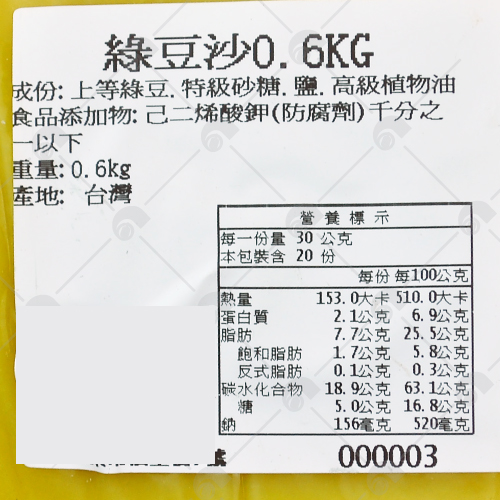 綠豆沙0.6KG
成份: 上等綠豆.特級砂糖.鹽.高級植物油
食品添加物: 己二烯酸鉀(防腐劑)千分之
一以下
重量: 0.6kg
產地: 台灣
營養標示
每一份量 30 公克
本包裝含 20 份
每份 每100公克
熱量 153.0大卡 510.0大卡
蛋白質 2.1公克 6.9公克
脂肪 7.7公克 25.5公克
飽和脂肪 1.7公克 5.8公克
反式脂肪 0.1公克 0.3公克
碳水化合物 18.9公克 63.1公克
糖 5.0公克 16.8公克
鈉 156毫克 520毫克
000003